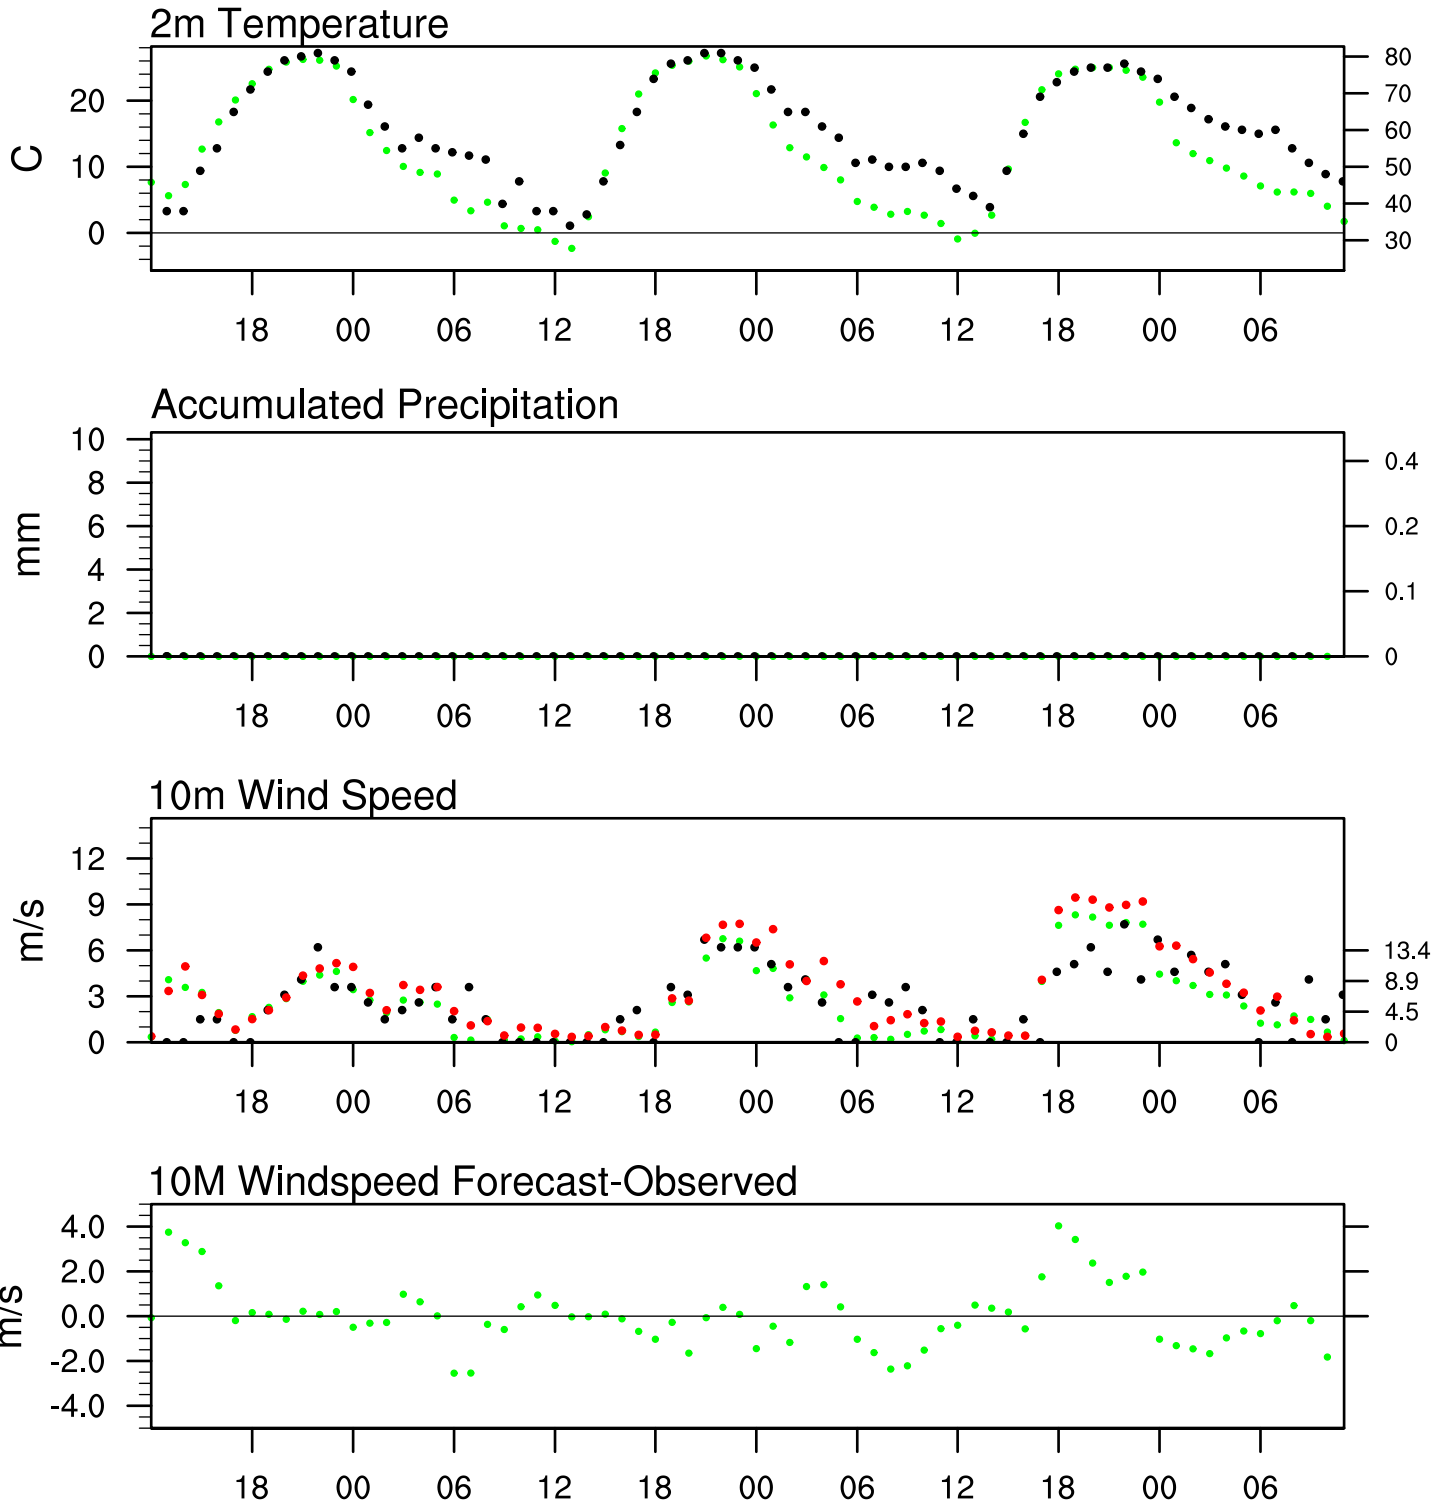 2m Temperature
C
20
10
0
80
70
60
50
40
30
18 00 06 12 18 00 06 12 18 00 06
Accumulated Precipitation
mm
10
8
6
4
2
0
0.4
0.2
0.1
0
18 00 06 12 18 00 06 12 18 00 06
10m Wind Speed
m/s
12
9
6
3
0
13.4
8.9
4.5
0
18 00 06 12 18 00 06 12 18 00 06
10M Windspeed Forecast-Observed
m/s
4.0
2.0
0.0
-2.0
-4.0
18 00 06 12 18 00 06 12 18 00 06